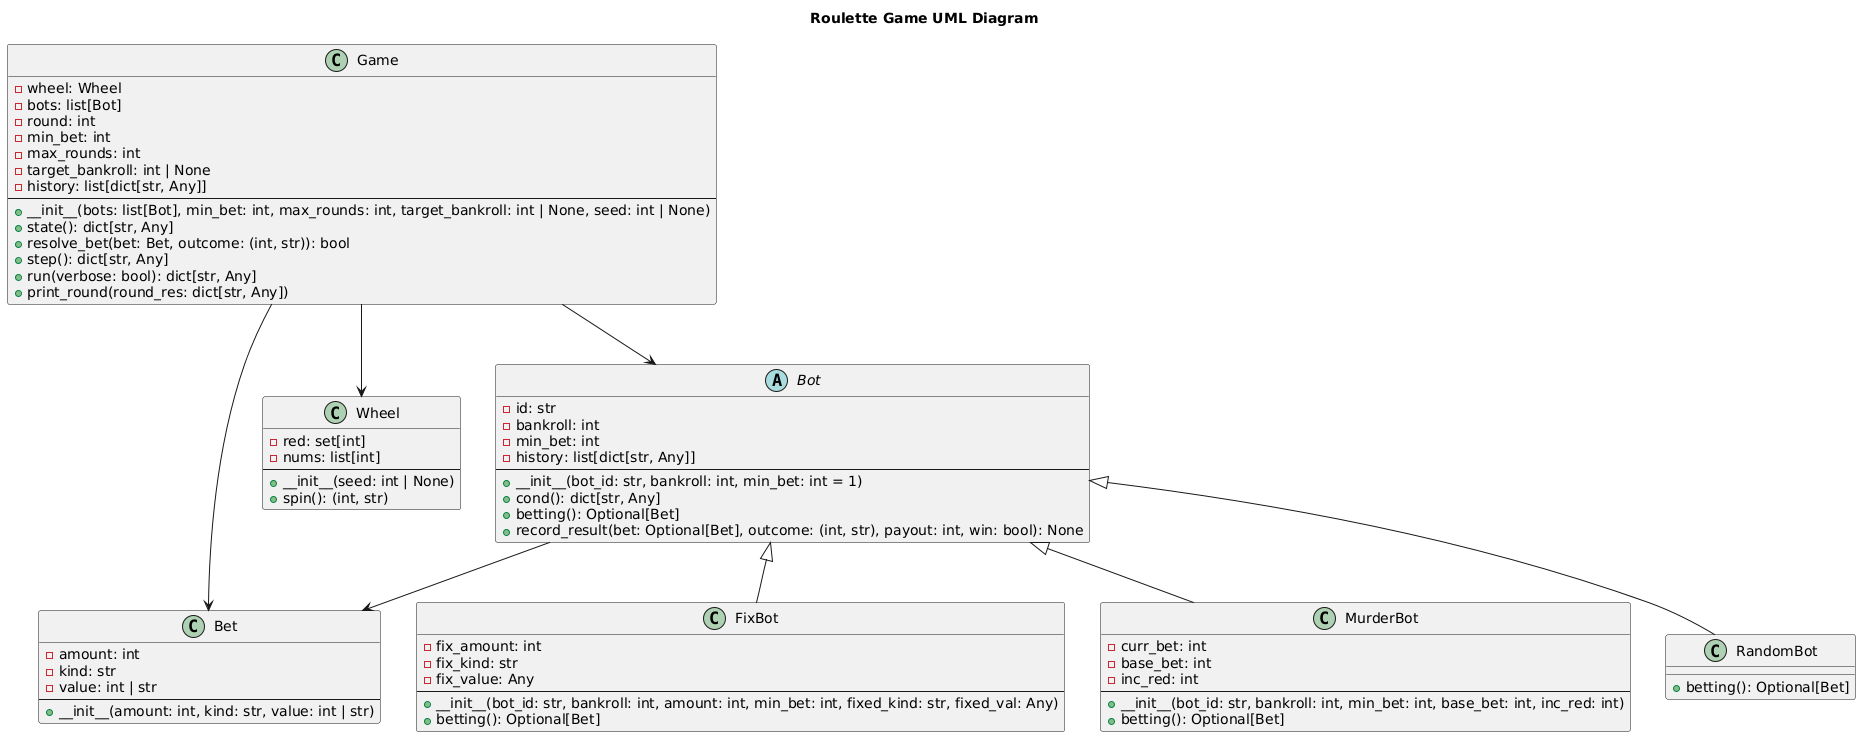 Roulette Game UML Diagram
C Game
wheel: Wheel
bots: list[Bot]
round: int
min_bet: int
max_rounds: int
target_bankroll: int | None
history: list[dict[str, Any]]
__init__(bots: list[Bot], min_bet: int, max_rounds: int, target_bankroll: int | None, seed: int | None)
state(): dict[str, Any]
resolve_bet(bet: Bet, outcome: (int, str)): bool
step(): dict[str, Any]
run(verbose: bool): dict[str, Any]
print_round(round_res: dict[str, Any])
C Wheel
red: set[int]
nums: list[int]
__init__(seed: int | None)
spin(): (int, str)
A Bot
id: str
bankroll: int
min_bet: int
history: list[dict[str, Any]]
__init__(bot_id: str, bankroll: int, min_bet: int = 1)
cond(): dict[str, Any]
betting(): Optional[Bet]
record_result(bet: Optional[Bet], outcome: (int, str), payout: int, win: bool): None
C Bet
amount: int
kind: str
value: int | str
__init__(amount: int, kind: str, value: int | str)
C FixBot
fix_amount: int
fix_kind: str
fix_value: Any
__init__(bot_id: str, bankroll: int, amount: int, min_bet: int, fixed_kind: str, fixed_val: Any)
betting(): Optional[Bet]
C MurderBot
curr_bet: int
base_bet: int
inc_red: int
__init__(bot_id: str, bankroll: int, min_bet: int, base_bet: int, inc_red: int)
betting(): Optional[Bet]
C RandomBot
betting(): Optional[Bet]